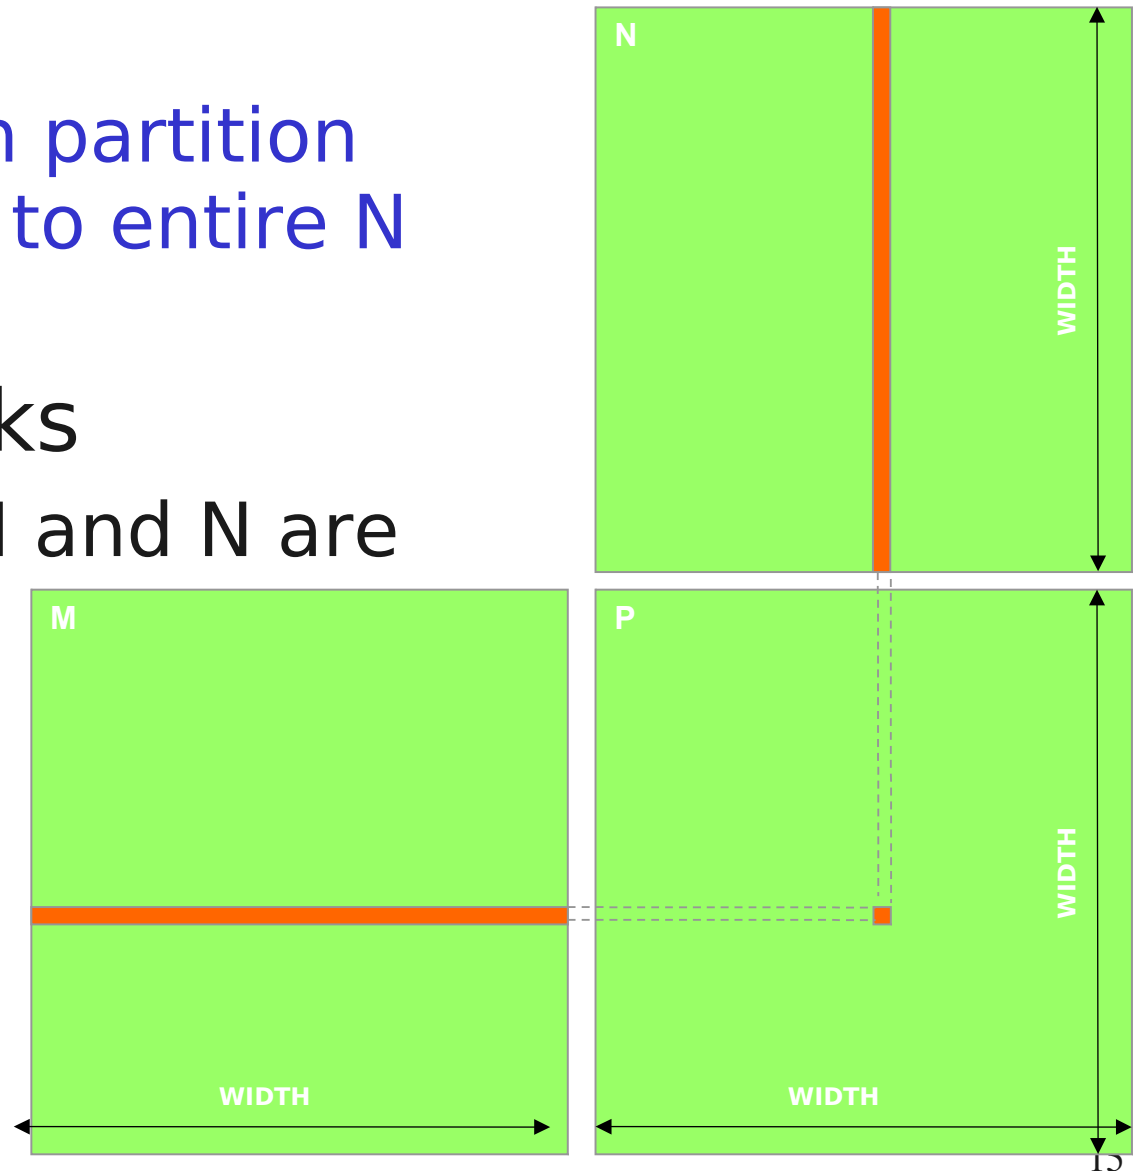 N
partition
to entire N
WIDTH
ks
and N are
M
P
WIDTH
WIDTH
WIDTH